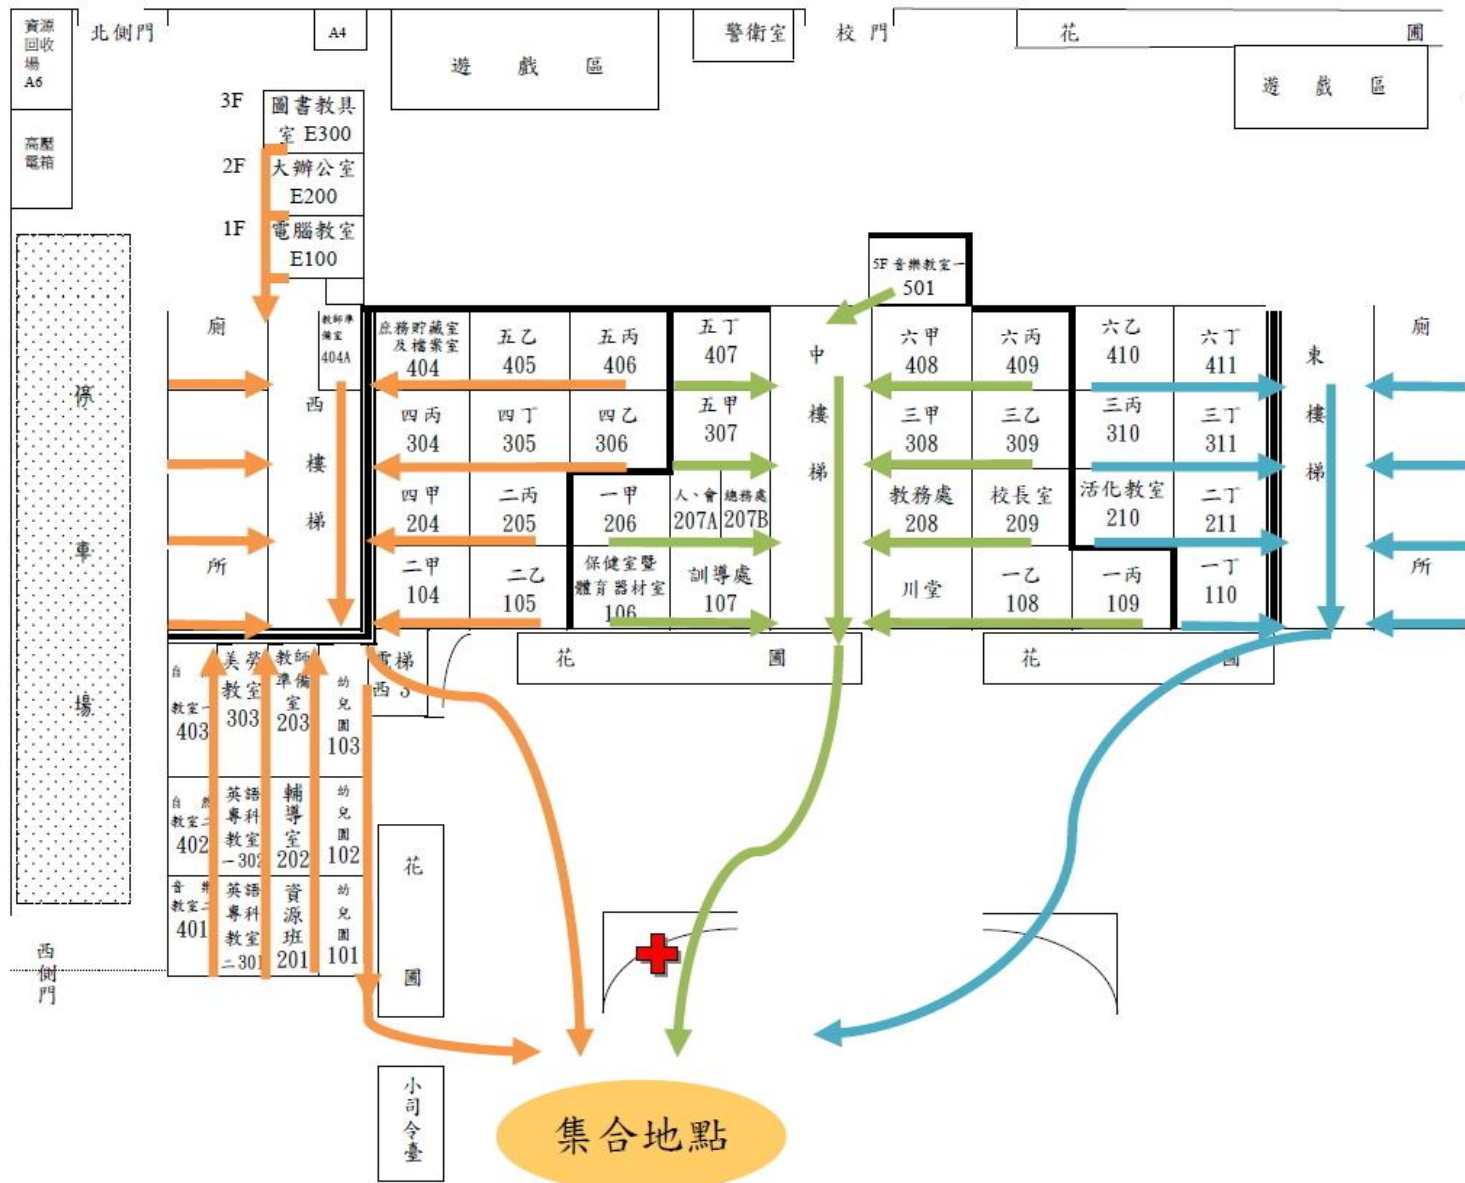 資源
回收
場
A6
北側門
A4
遊 戲 區
警衛室
校 門
花 圃
遊 戲 區
高壓
電箱
3F
圖書教具
室 E300
2F
大辦公室
E200
1F
電腦教室
E100
5F 音樂教室一
501
停 車 場
廁 所
教師準
備室
404A
西 樓 梯
庶務貯藏室
及檔案室
404
五乙
405
五丙
406
五丁
407
中 樓 梯
六甲
408
六丙
409
六乙
410
六丁
411
東 樓 梯
廁 所
四丙
304
四丁
305
四乙
306
五甲
307
三甲
308
三乙
309
三丙
310
三丁
311
四甲
204
二丙
205
一甲
206
人、會
207A
總務處
207B
教務處
208
校長室
209
活化教室
210
二丁
211
二甲
104
二乙
105
保健室暨
體育器材室
106
訓導處
107
川堂
一乙
108
一丙
109
一丁
110
花 圃
花 圃
電梯
西 3
自
教室一
403
美勞
教室
303
教師
準備
室
203
幼
兒
園
103
自 然
教室二
402
英語
專科
教室
一302
輔
導
室
202
幼
兒
園
102
音 樂
教室二
401
英語
專科
教室
二301
資
源
班
201
幼
兒
園
101
花 圃
西
側
門
小
司
令
臺
集合地點